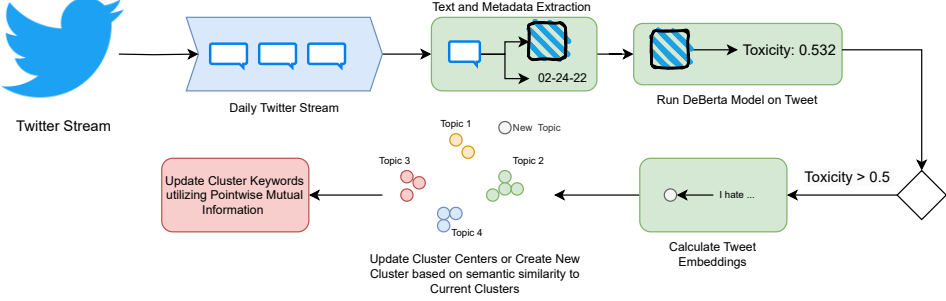 Twitter Stream
Daily Twitter Stream
Text and Metadata Extraction
02-24-22
Toxicity: 0.532
Run DeBerta Model on Tweet
Toxicity > 0.5
I hate ...
Calculate Tweet
Embeddings
Topic 1
New Topic
Topic 3
Topic 2
Topic 4
Update Cluster Centers or Create New
Cluster based on semantic similarity to
Current Clusters
Update Cluster Keywords
utilizing Pointwise Mutual
Information